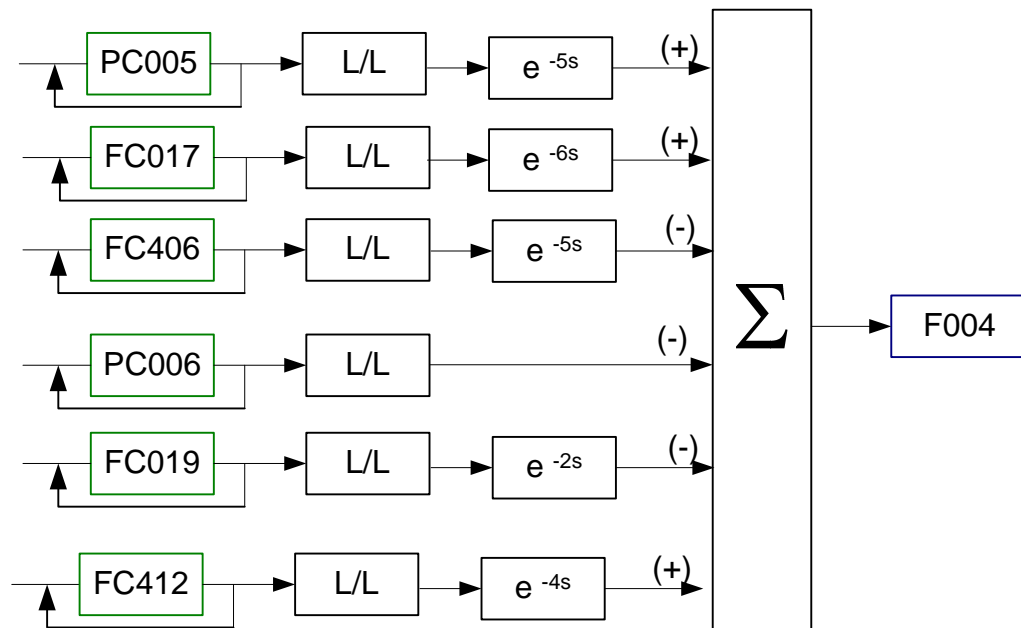 PC005 L/L e -5s (+)
FC017 L/L e -6s (+)
FC406 L/L e -5s (-)
Σ
F004
PC006 L/L (-)
FC019 L/L e -2s (-)
FC412 L/L e -4s (+)